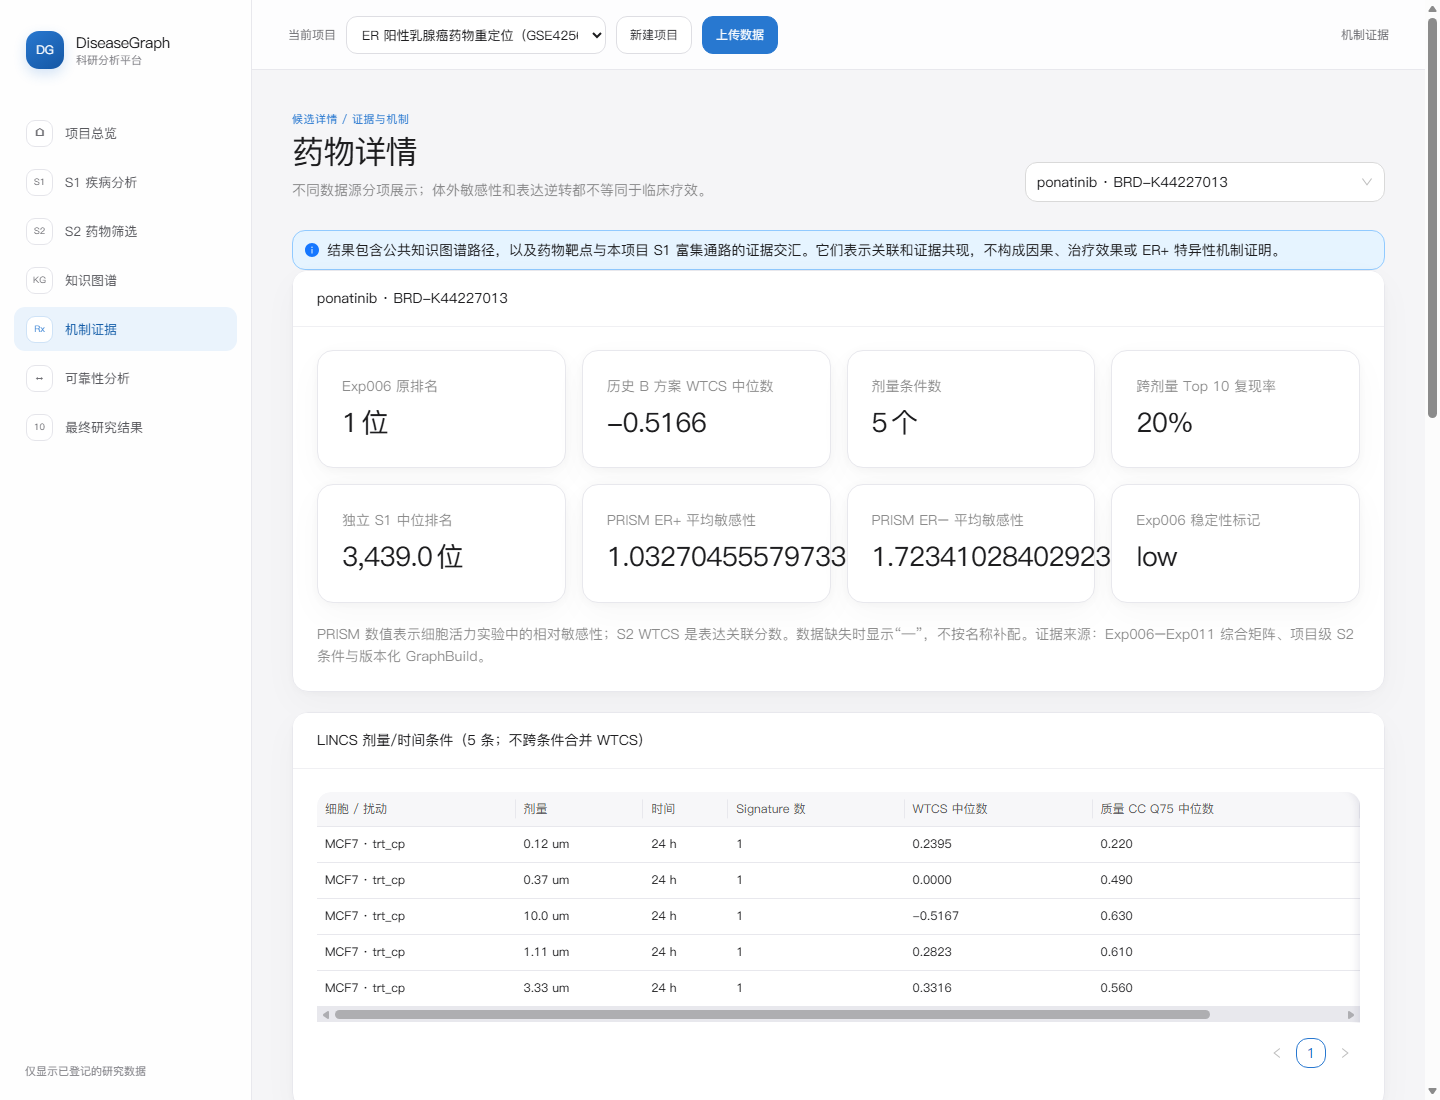 DG
DiseaseGraph
科研分析平台
项目总览
S1 S1 疾病分析
S2 S2 药物筛选
KG 知识图谱
Rx 机制证据
↔ 可靠性分析
10 最终研究结果
仅显示已登记的研究数据
当前项目 ER 阳性乳腺癌药物重定位（GSE4256 新建项目 上传数据 机制证据
候选详情 / 证据与机制
药物详情
不同数据源分项展示；体外敏感性和表达逆转都不等同于临床疗效。
ponatinib · BRD-K44227013
结果包含公共知识图谱路径，以及药物靶点与本项目 S1 富集通路的证据交汇。它们表示关联和证据共现，不构成因果、治疗效果或 ER+ 特异性机制证明。
ponatinib · BRD-K44227013
Exp006 原排名
1 位
历史 B 方案 WTCS 中位数
-0.5166
剂量条件数
5 个
跨剂量 Top 10 复现率
20%
独立 S1 中位排名
3,439.0 位
PRISM ER+ 平均敏感性
1.03270455579733
PRISM ER− 平均敏感性
1.72341028402923
Exp006 稳定性标记
low
PRISM 数值表示细胞活力实验中的相对敏感性；S2 WTCS 是表达关联分数。数据缺失时显示“—”，不按名称补配。证据来源：Exp006—Exp011 综合矩阵、项目级 S2
条件与版本化 GraphBuild。
LINCS 剂量/时间条件（5 条；不跨条件合并 WTCS）
细胞 / 扰动 剂量 时间 Signature 数 WTCS 中位数 质量 CC Q75 中位数
MCF7 · trt_cp 0.12 um 24 h 1 0.2395 0.220
MCF7 · trt_cp 0.37 um 24 h 1 0.0000 0.490
MCF7 · trt_cp 10.0 um 24 h 1 -0.5167 0.630
MCF7 · trt_cp 1.11 um 24 h 1 0.2823 0.610
MCF7 · trt_cp 3.33 um 24 h 1 0.3316 0.560
1